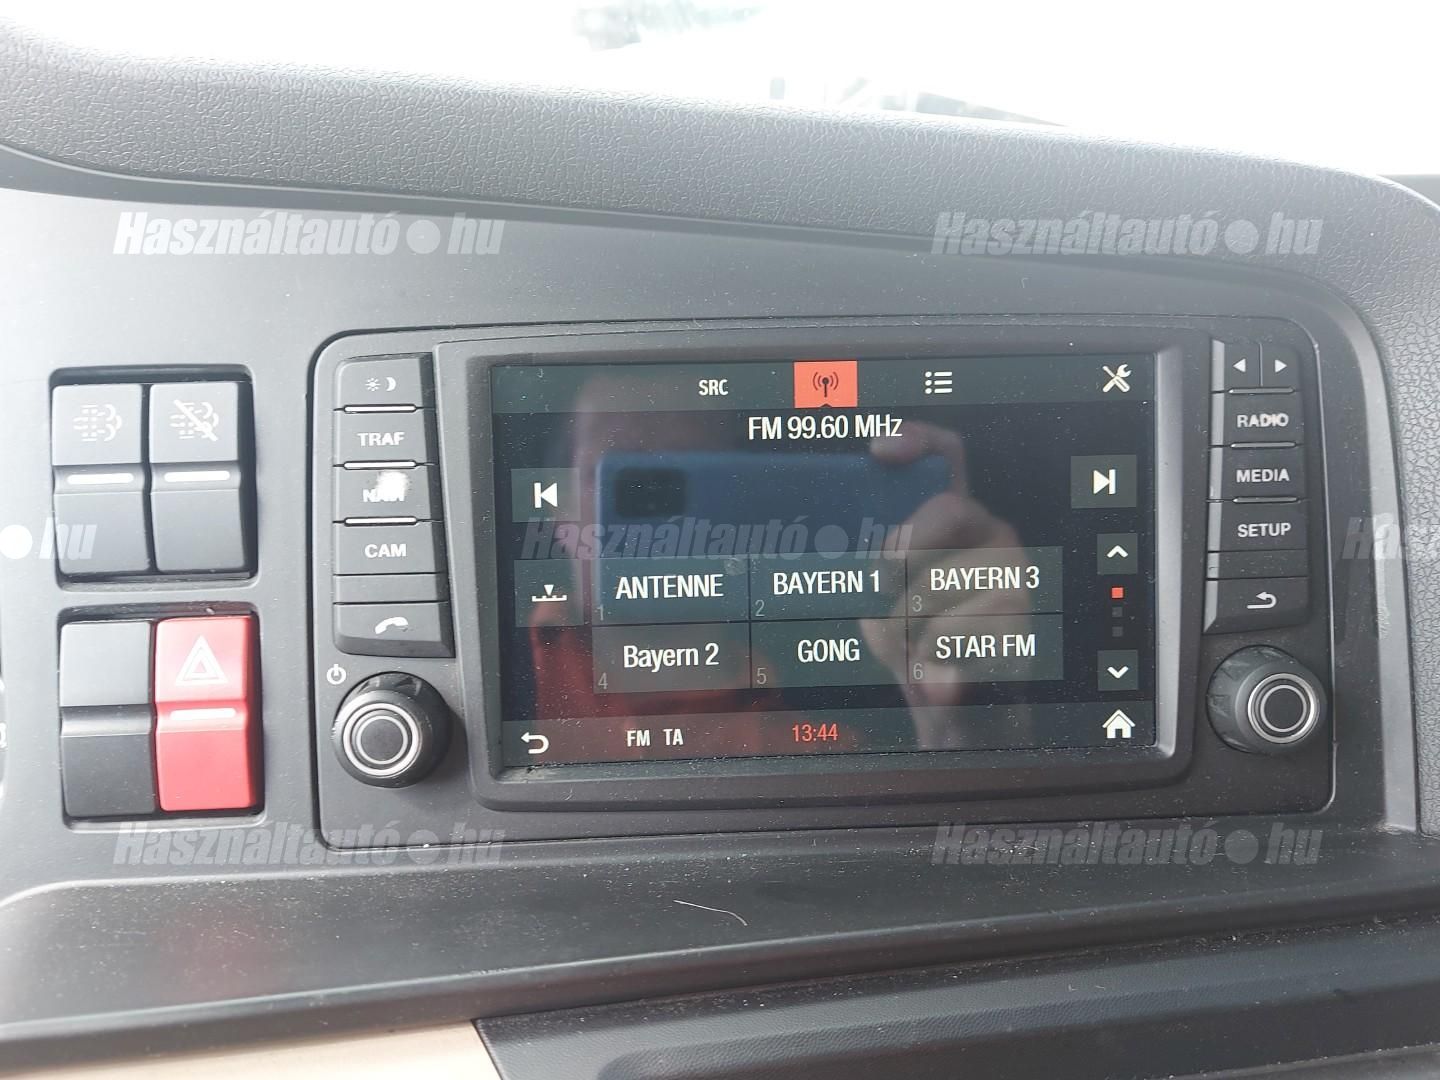 Használtautó.hu
Használtautó.hu
SRC
FM 99.60 MHz
TRAF
RADIO
NAVI
MEDIA
CAM
SETUP
hu
Használtautó.hu
ANTENNE
BAYERN 1
BAYERN 3
1
2
3
Bayern 2
GONG
STAR FM
4
5
6
FM TA
13:44
Használtautó.hu
Használtautó.hu